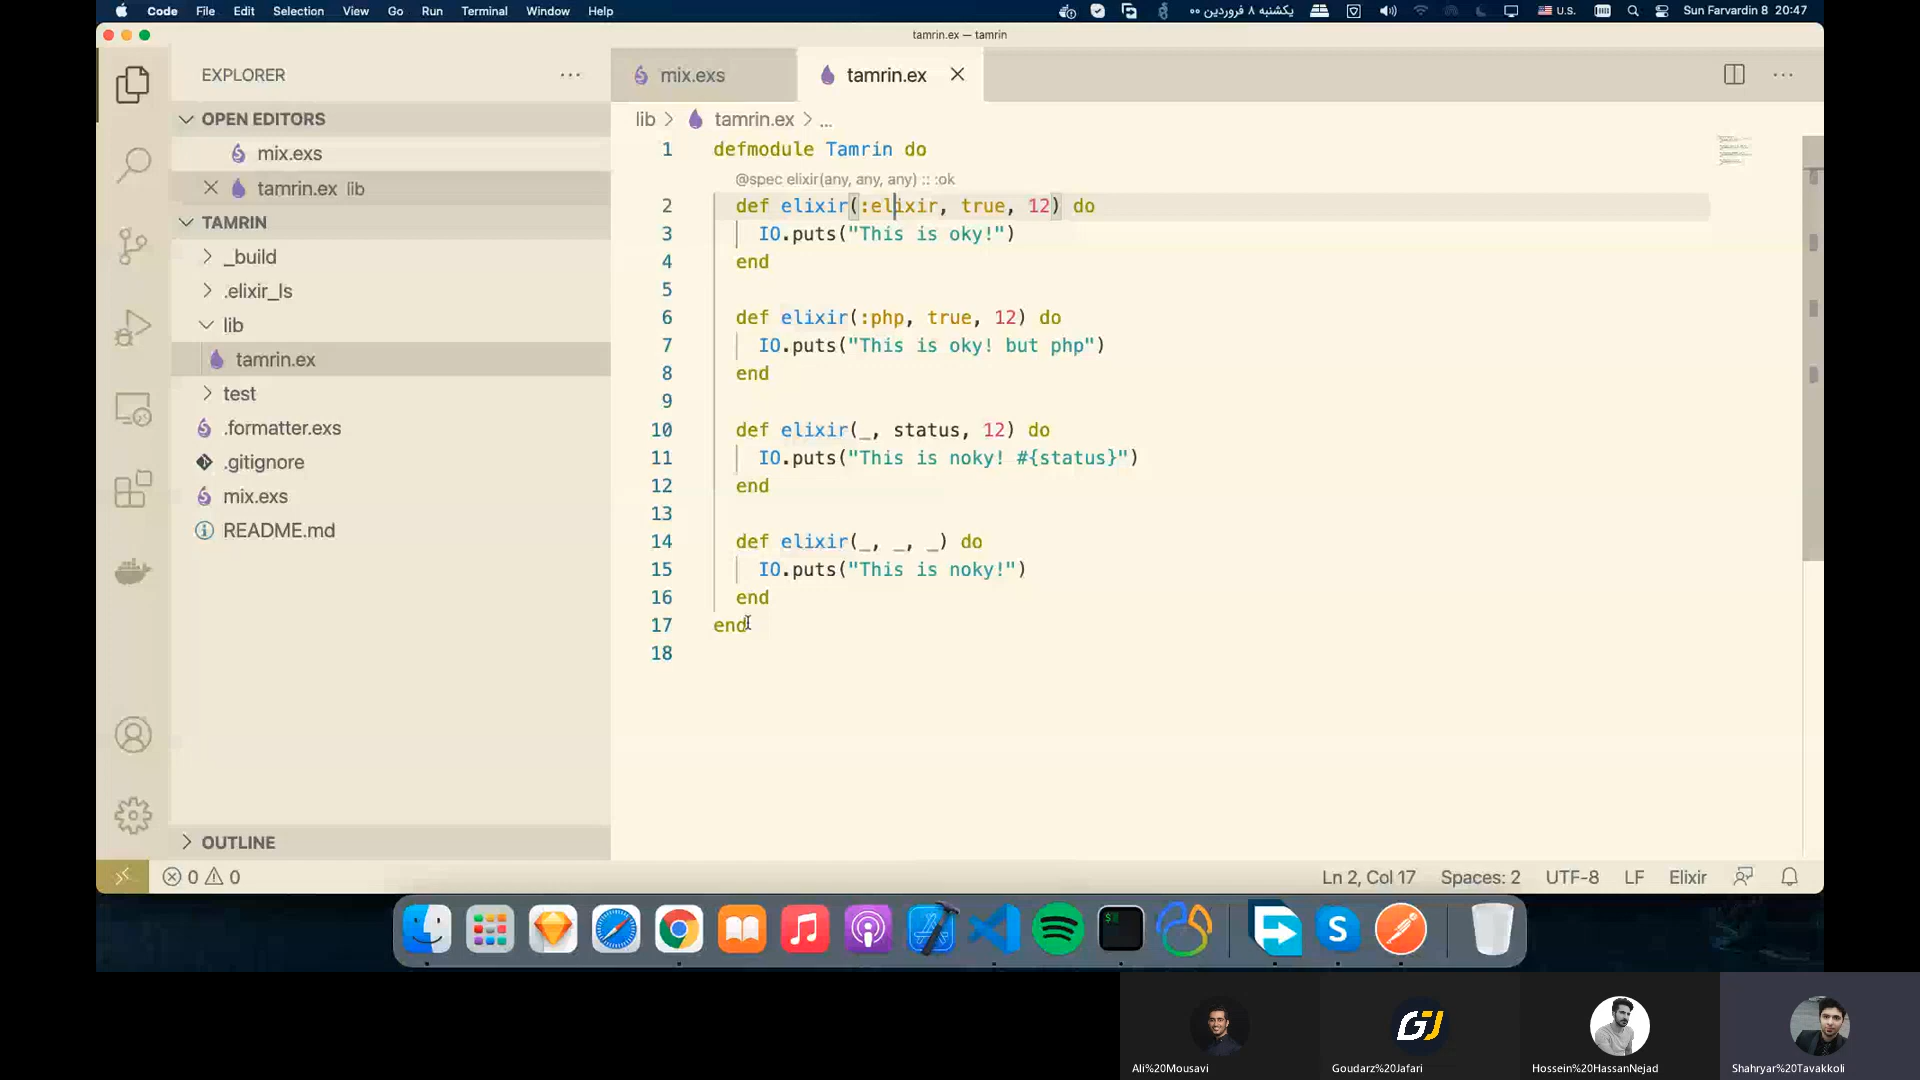 Code File Edit Selection View Go Run Terminal Window Help یکشنبه ۸ فروردین ۰۰ U.S. Sun Farvardin 8 20:47
tamrin.ex — tamrin
EXPLORER
mix.exs
tamrin.ex
OPEN EDITORS
mix.exs
tamrin.ex lib
TAMRIN
_build
.elixir_ls
lib
tamrin.ex
test
.formatter.exs
.gitignore
mix.exs
README.md
OUTLINE
lib > tamrin.ex > ...
1 defmodule Tamrin do
@spec elixir(any, any, any) :: :ok
2 def elixir(:elixir, true, 12) do
3 IO.puts("This is oky!")
4 end
5
6 def elixir(:php, true, 12) do
7 IO.puts("This is oky! but php")
8 end
9
10 def elixir(_, status, 12) do
11 IO.puts("This is noky! #{status}")
12 end
13
14 def elixir(_, _, _) do
15 IO.puts("This is noky!")
16 end
17 end
18
0 0 Ln 2, Col 17 Spaces: 2 UTF-8 LF Elixir
Ali%20Mousavi
Goudarz%20Jafari
Hossein%20HassanNejad
Shahryar%20Tavakkoli